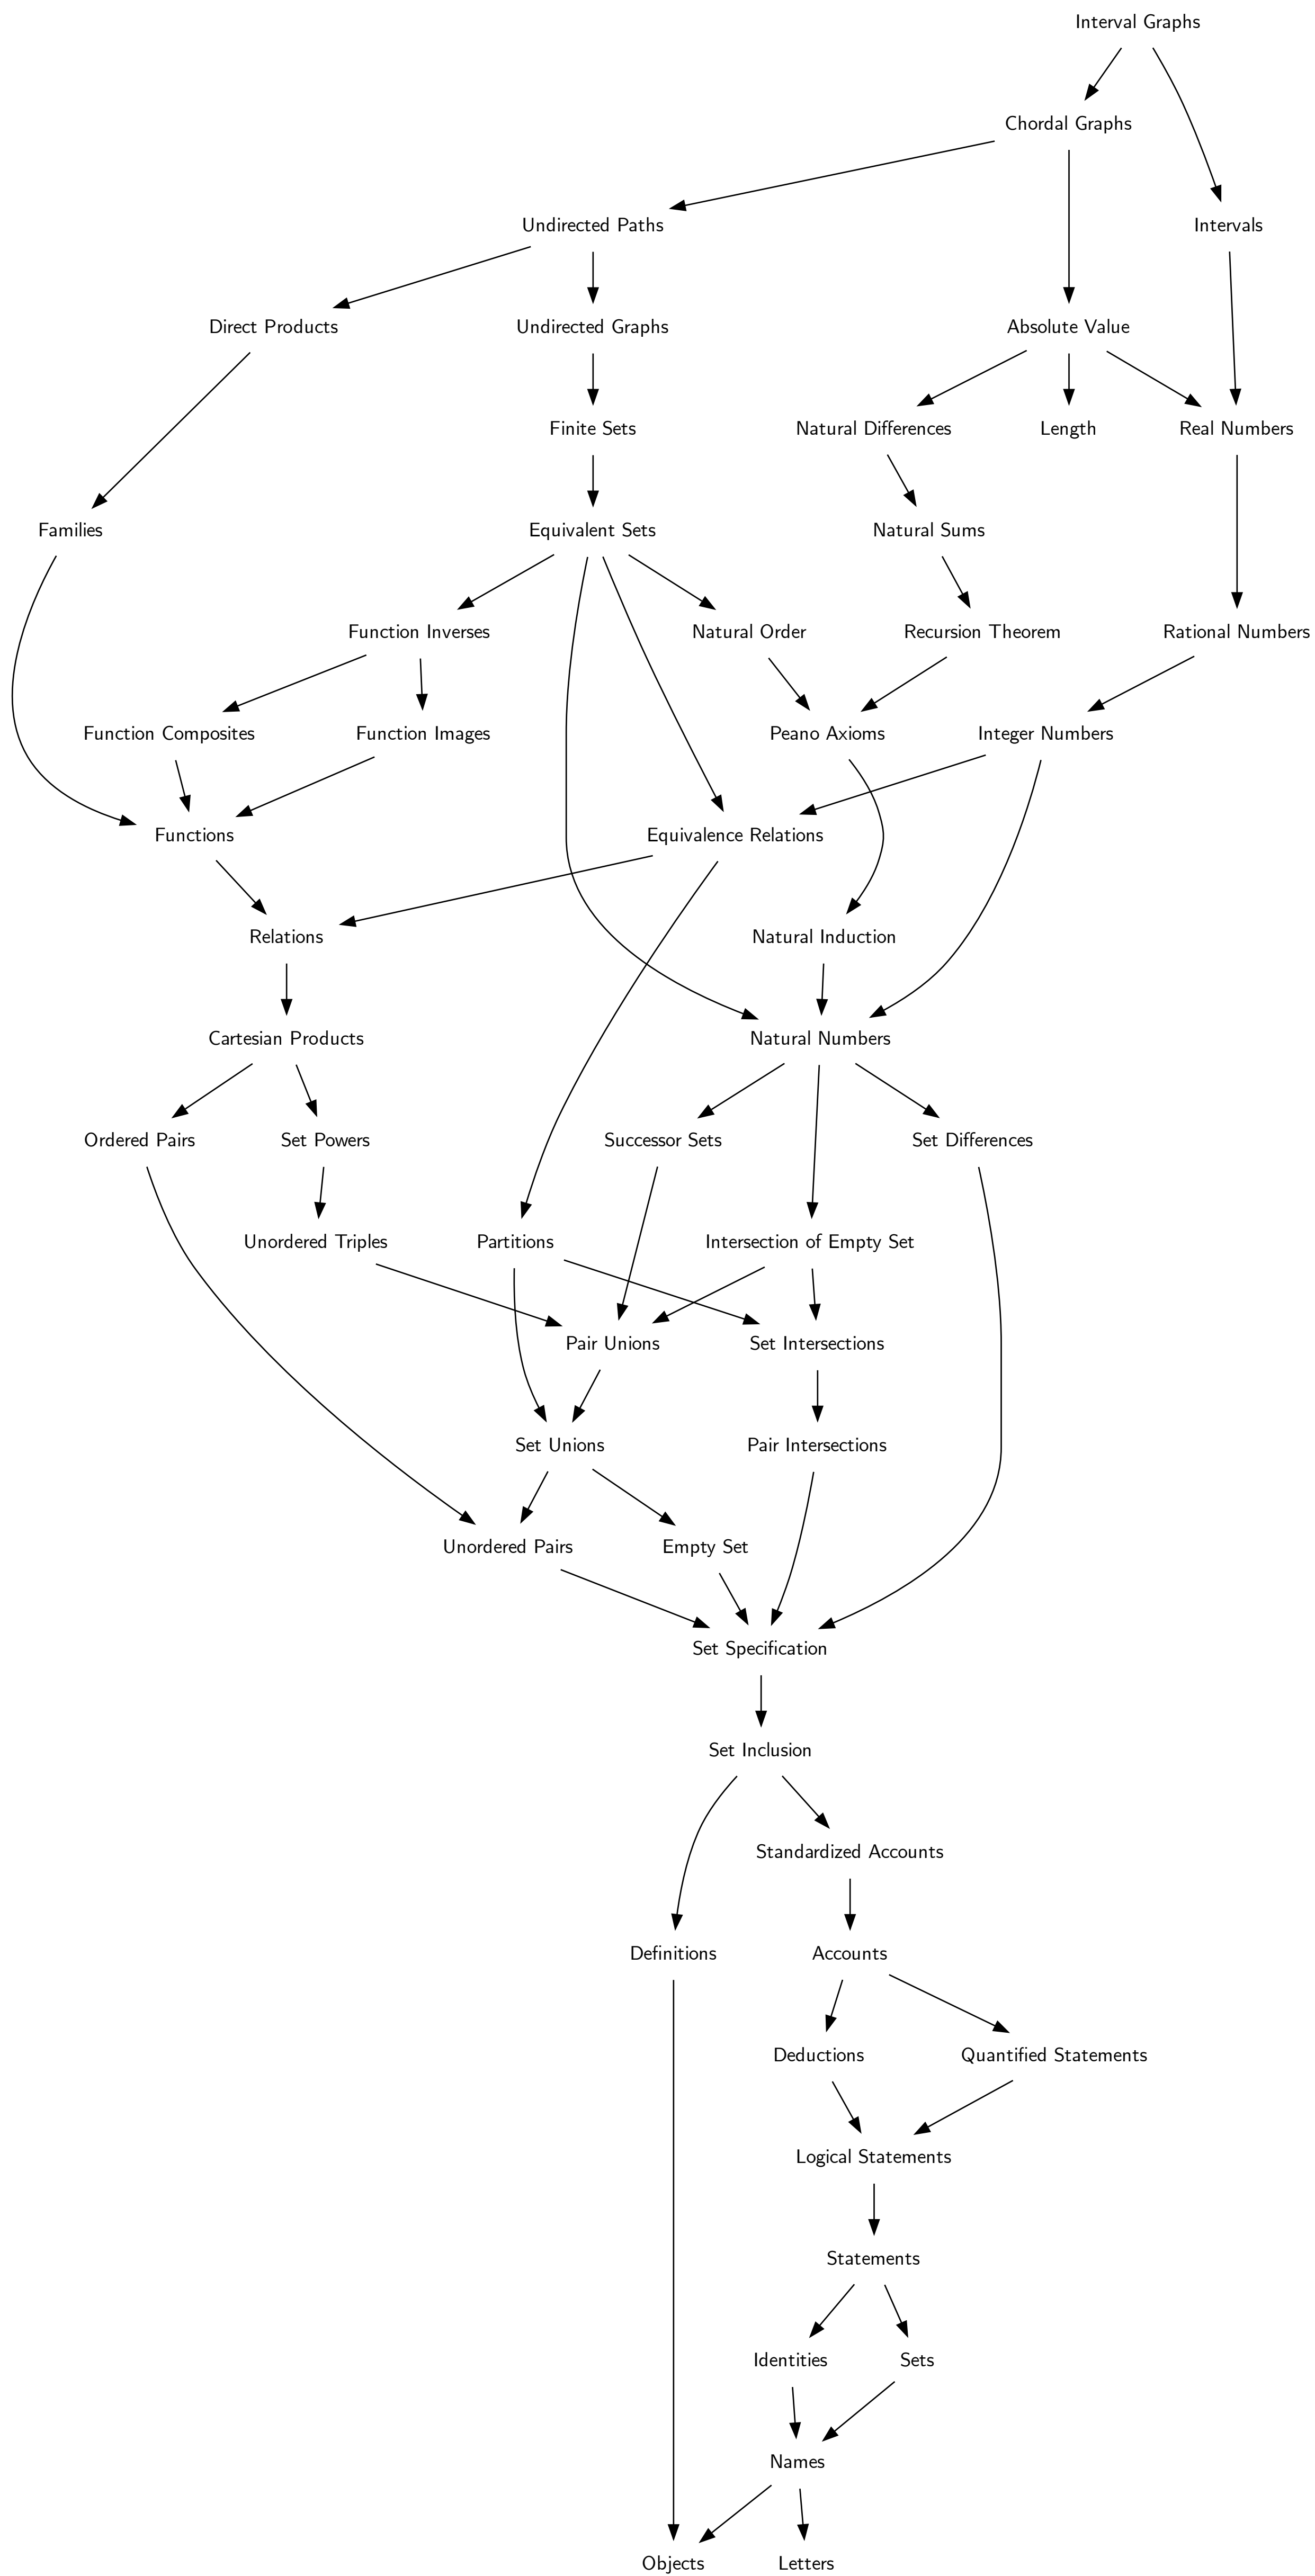 Interval Graphs
Chordal Graphs
Undirected Paths
Intervals
Direct Products
Undirected Graphs
Absolute Value
Finite Sets
Natural Differences
Length
Real Numbers
Families
Equivalent Sets
Natural Sums
Function Inverses
Natural Order
Recursion Theorem
Rational Numbers
Function Composites
Function Images
Peano Axioms
Integer Numbers
Functions
Equivalence Relations
Relations
Natural Induction
Cartesian Products
Natural Numbers
Ordered Pairs
Set Powers
Successor Sets
Set Differences
Unordered Triples
Partitions
Intersection of Empty Set
Pair Unions
Set Intersections
Set Unions
Pair Intersections
Unordered Pairs
Empty Set
Set Specification
Set Inclusion
Standardized Accounts
Definitions
Accounts
Deductions
Quantified Statements
Logical Statements
Statements
Identities
Sets
Names
Objects
Letters